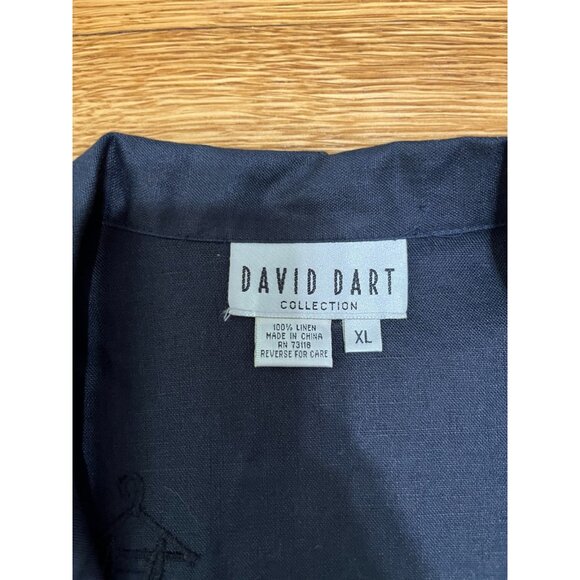 DAVID DART
COLLECTION
100% LINEN
MADE IN CHINA
RN 73118
REVERSE FOR CARE
XL